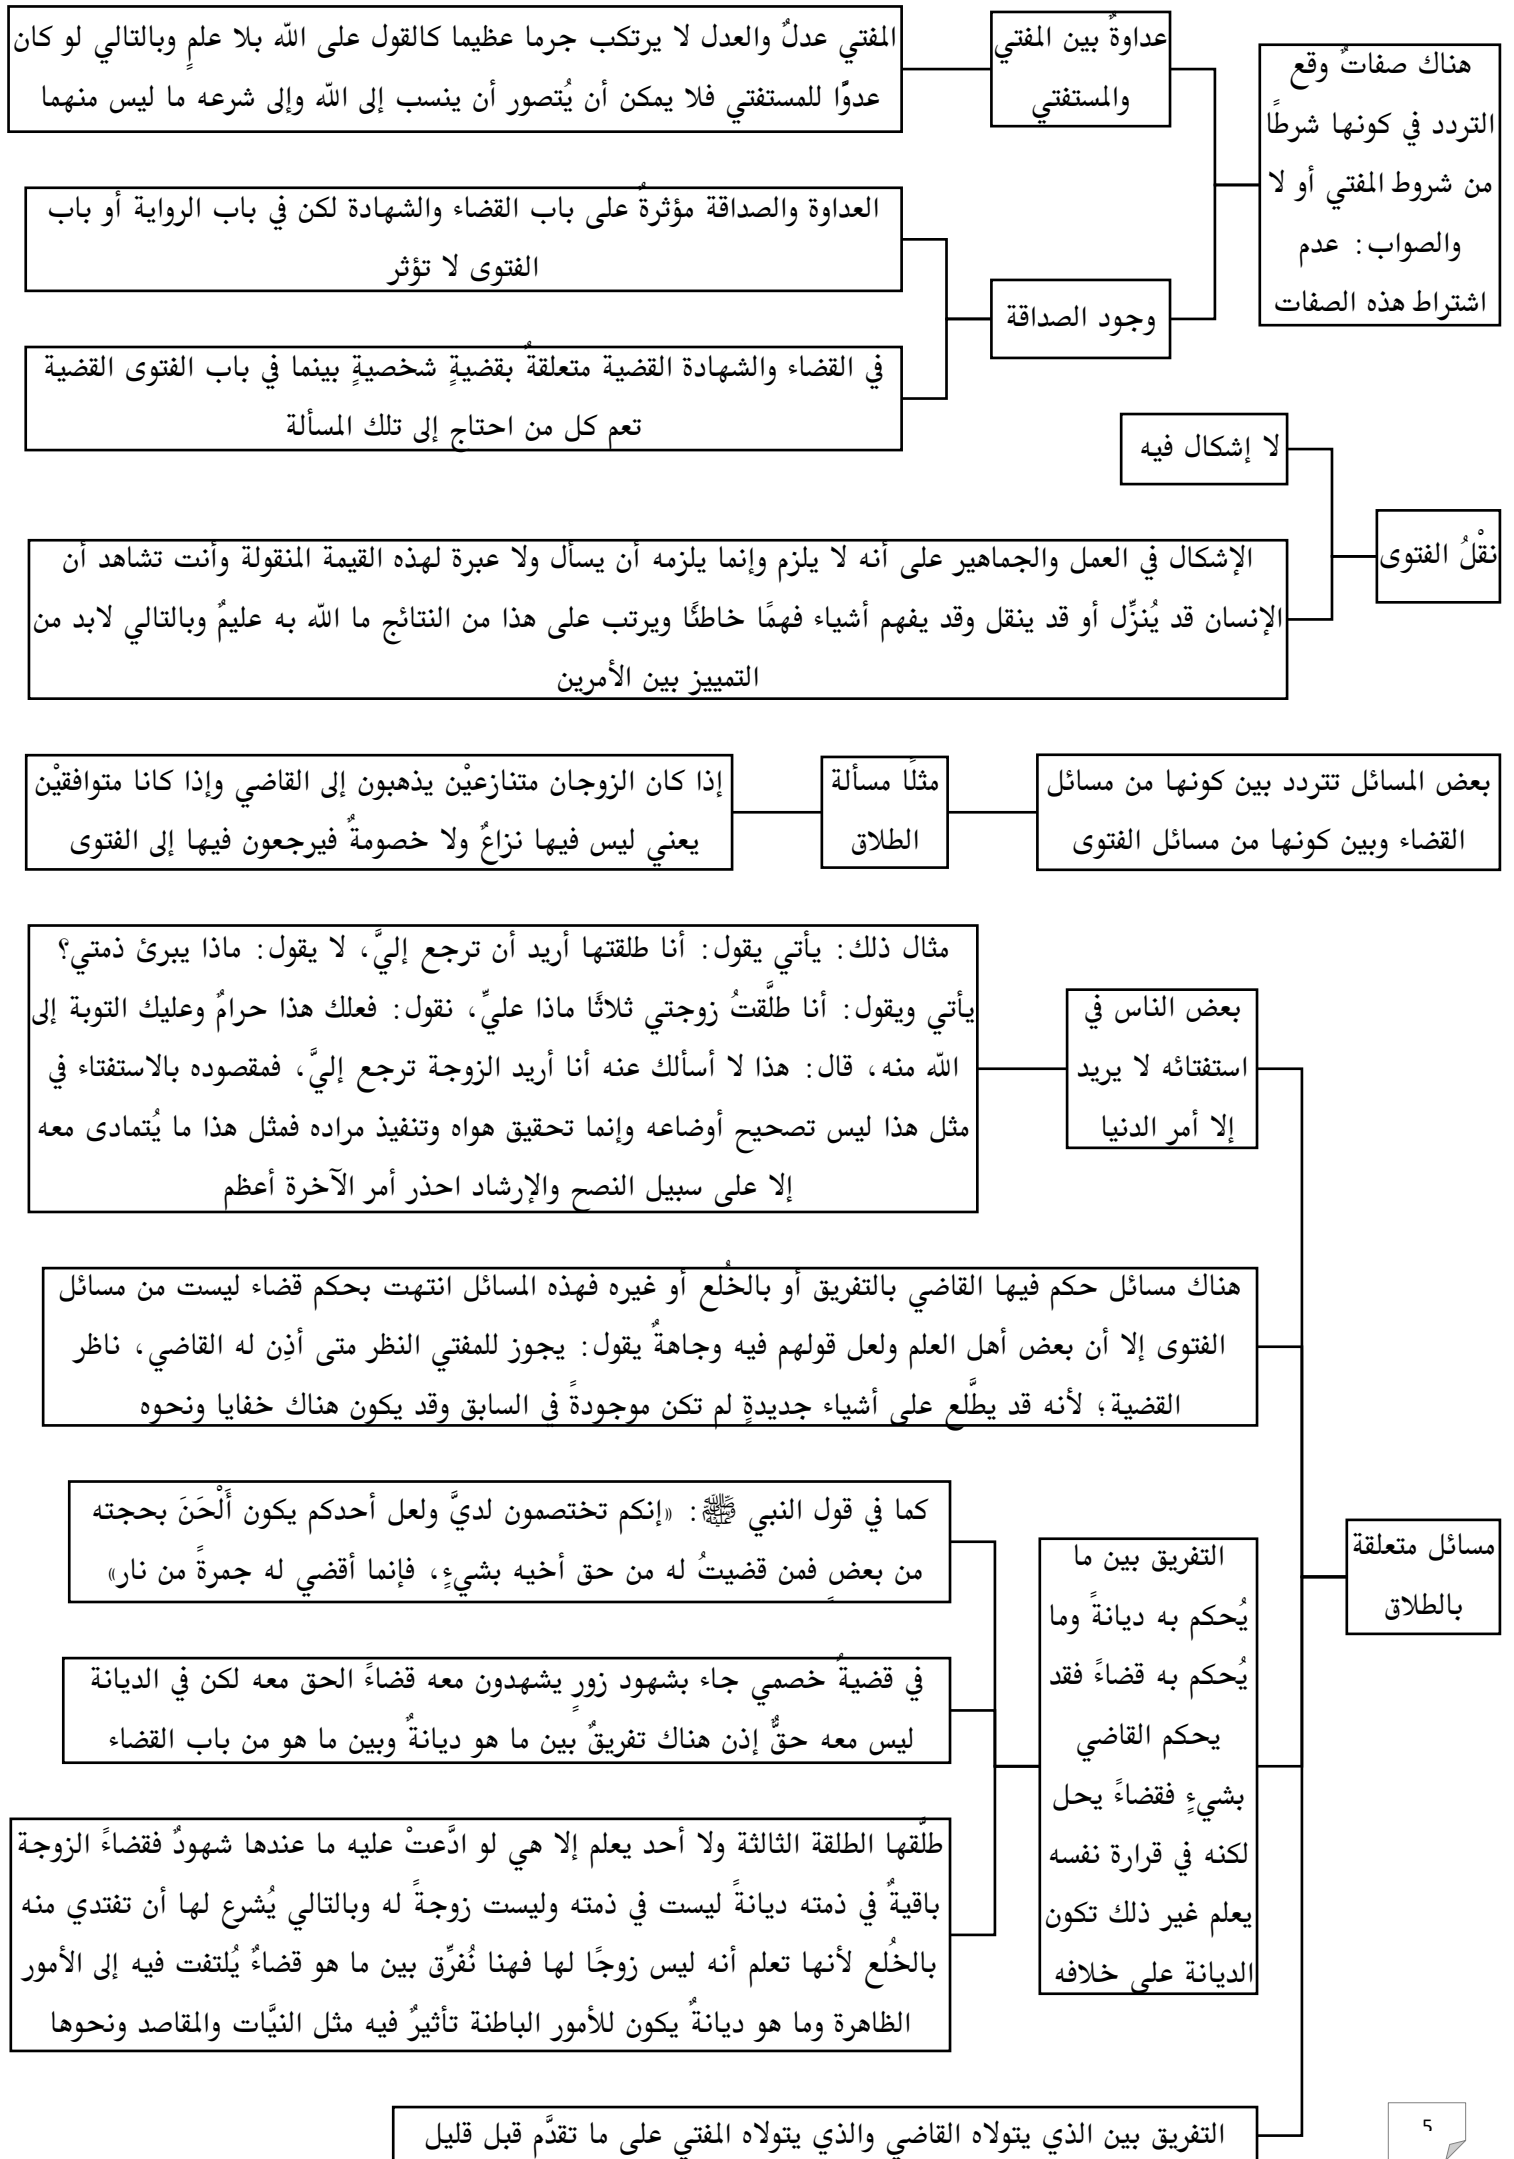 هناك صفاتٌ وقع
التردد في كونها شرطًا
من شروط المفتي أو لا
والصواب: عدم
اشتراط هذه الصفات
عداوةٌ بين المفتي
والمستفتي
المفتي عدلٌ والعدل لا يرتكب جرما عظيما كالقول على الله بلا علمٍ وبالتالي لو كان
عدوًّا للمستفتي فلا يمكن أن يُتصور أن ينسب إلى الله وإلى شرعه ما ليس منهما
وجود الصداقة
العداوة والصداقة مؤثرةٌ على باب القضاء والشهادة لكن في باب الرواية أو باب
الفتوى لا تؤثر
في القضاء والشهادة القضية متعلقةٌ بقضيةٍ شخصيةٍ بينما في باب الفتوى القضية
تعم كل من احتاج إلى تلك المسألة
نقْلُ الفتوى
لا إشكال فيه
الإشكال في العمل والجماهير على أنه لا يلزم وإنما يلزمه أن يسأل ولا عبرة لهذه القيمة المنقولة وأنت تشاهد أن
الإنسان قد يُنزِّل أو قد ينقل وقد يفهم أشياء فهمًا خاطئًا ويرتب على هذا من النتائج ما الله به عليمٌ وبالتالي لابد من
التمييز بين الأمرين
بعض المسائل تتردد بين كونها من مسائل
القضاء وبين كونها من مسائل الفتوى
مثلًا مسألة
الطلاق
إذا كان الزوجان متنازعيْن يذهبون إلى القاضي وإذا كانا متوافقيْن
يعني ليس فيها نزاعٌ ولا خصومةٌ فيرجعون فيها إلى الفتوى
مسائل متعلقة
بالطلاق
بعض الناس في
استفتائه لا يريد
إلا أمر الدنيا
مثال ذلك: يأتي يقول: أنا طلقتها أريد أن ترجع إليَّ، لا يقول: ماذا يبرئ ذمتي؟
يأتي ويقول: أنا طلَّقتُ زوجتي ثلاثًا ماذا عليِّ، نقول: فعلك هذا حرامٌ وعليك التوبة إلى
الله منه، قال: هذا لا أسألك عنه أنا أريد الزوجة ترجع إليَّ، فمقصوده بالاستفتاء في
مثل هذا ليس تصحيح أوضاعه وإنما تحقيق هواه وتنفيذ مراده فمثل هذا ما يُتمادى معه
إلا على سبيل النصح والإرشاد احذر أمر الآخرة أعظم
هناك مسائل حكم فيها القاضي بالتفريق أو بالخُلع أو غيره فهذه المسائل انتهت بحكم قضاء ليست من مسائل
الفتوى إلا أن بعض أهل العلم ولعل قولهم فيه وجاهةٌ يقول: يجوز للمفتي النظر متى أذِن له القاضي، ناظر
القضية؛ لأنه قد يطَّلع على أشياء جديدةٍ لم تكن موجودةً في السابق وقد يكون هناك خفايا ونحوه
التفريق بين ما
يُحكم به ديانةً وما
يُحكم به قضاءً فقد
يحكم القاضي
بشيءٍ فقضاءً يحل
لكنه في قرارة نفسه
يعلم غير ذلك تكون
الديانة على خلافه
كما في قول النبي ﷺ: «إنكم تختصمون لديَّ ولعل أحدكم يكون أَلْحَنَ بحجته
من بعضٍ فمن قضيتُ له من حق أخيه بشيءٍ، فإنما أقضي له جمرةً من نار»
في قضيةٌ خصمي جاء بشهود زورٍ يشهدون معه قضاءً الحق معه لكن في الديانة
ليس معه حقٌّ إذن هناك تفريقٌ بين ما هو ديانةٌ وبين ما هو من باب القضاء
طلَّقها الطلقة الثالثة ولا أحد يعلم إلا هي لو ادَّعتْ عليه ما عندها شهودٌ فقضاءً الزوجة
باقيةٌ في ذمته ديانةً ليست في ذمته وليست زوجةً له وبالتالي يُشرع لها أن تفتدي منه
بالخُلع لأنها تعلم أنه ليس زوجًا لها فهنا نُفرِّق بين ما هو قضاءٌ يُلتفت فيه إلى الأمور
الظاهرة وما هو ديانةٌ يكون للأمور الباطنة تأثيرٌ فيه مثل النيَّات والمقاصد ونحوها
التفريق بين الذي يتولاه القاضي والذي يتولاه المفتي على ما تقدَّم قبل قليل
5